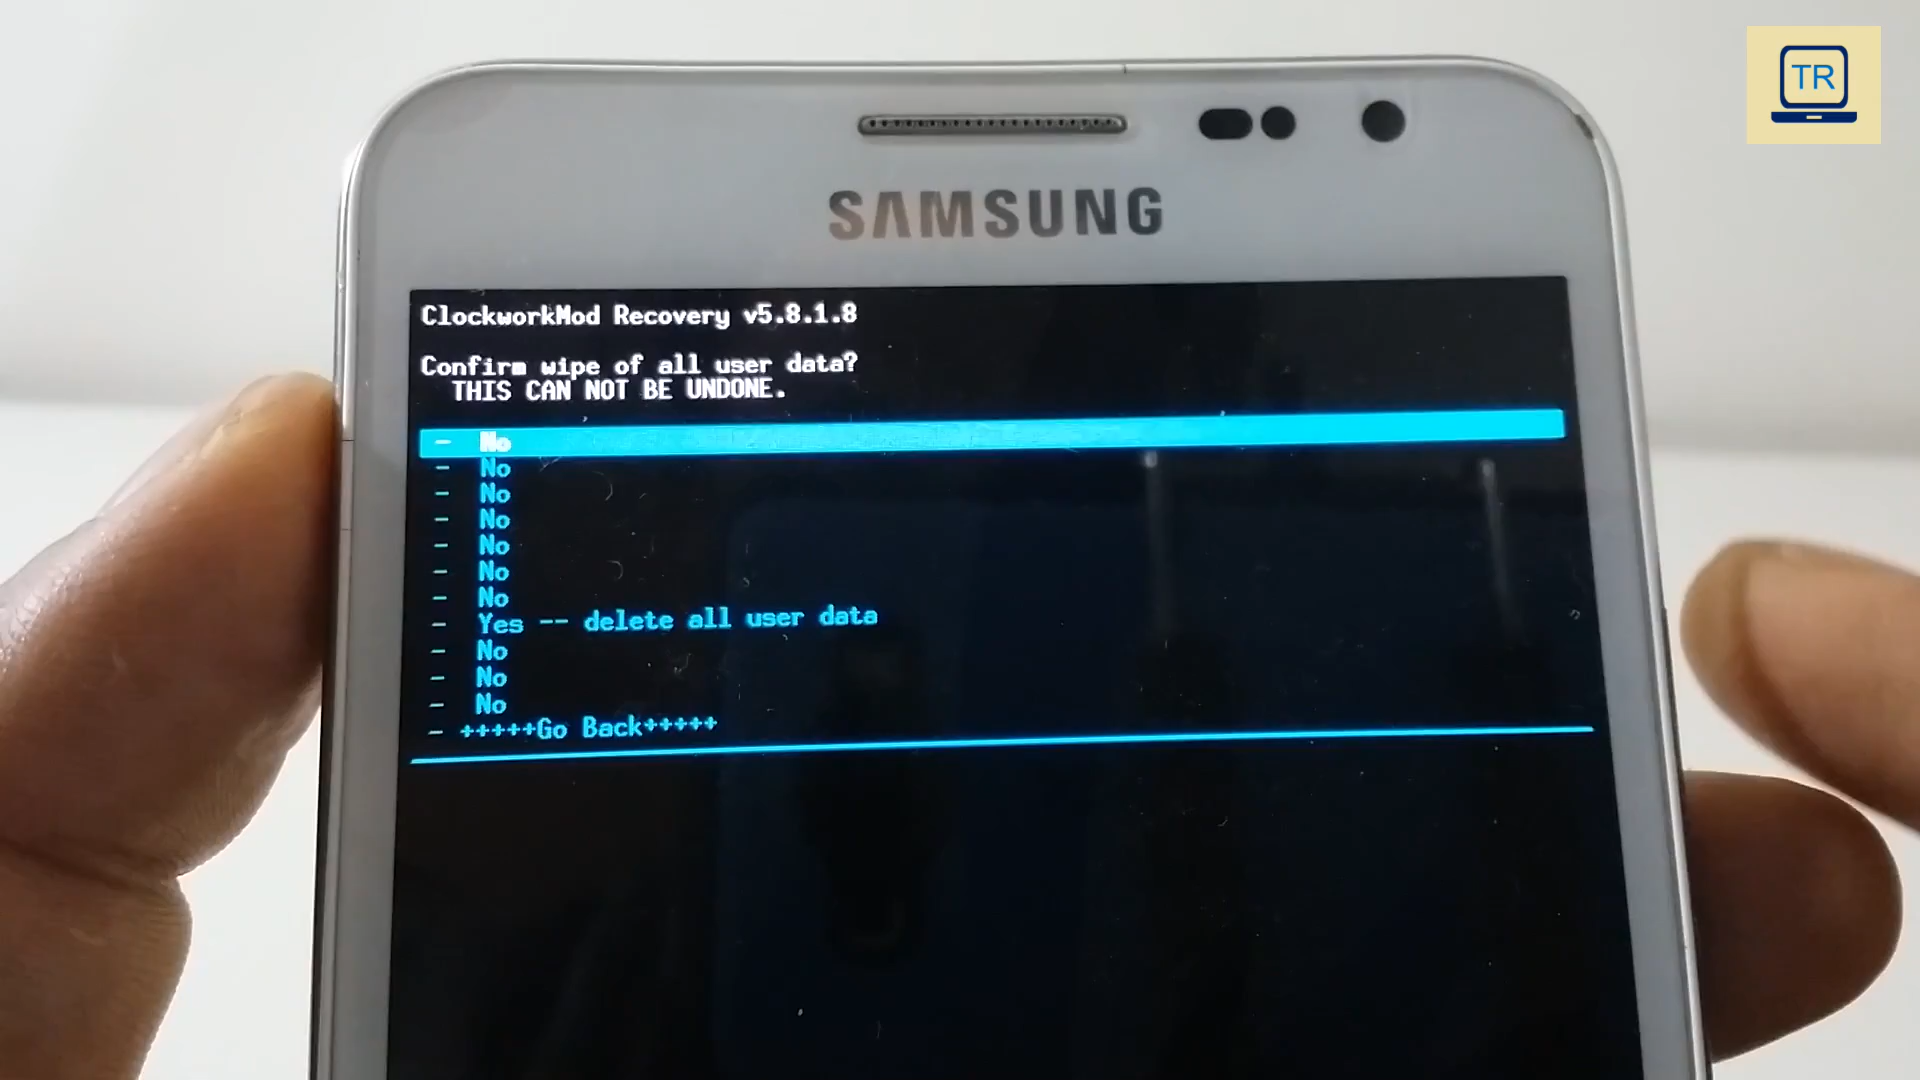 TR
SAMSUNG
ClockworkMod Recovery v5.8.1.8
Confirm wipe of all user data?
THIS CAN NOT BE UNDONE.
- No
- No
- No
- No
- No
- No
- No
- Yes -- delete all user data
- No
- No
- No
- +++++Go Back+++++